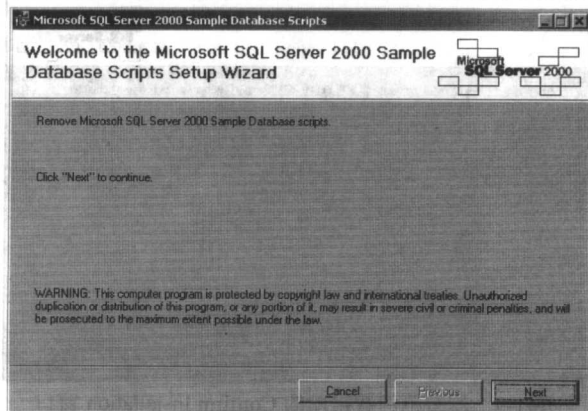 Microsoft SQL Server 2000 Sample Database Scripts
Welcome to the Microsoft SQL Server 2000 Sample
Database Scripts Setup Wizard
Microsoft
SQL Server 2000
Remove Microsoft SQL Server 2000 Sample Database scripts.
Click "Next" to continue.
WARNING: This computer program is protected by copyright law and international treaties. Unauthorized
duplication or distribution of this program, or any portion of it, may result in severe civil or criminal penalties, and will
be prosecuted to the maximum extent possible under the law.
Cancel
Previous
Next